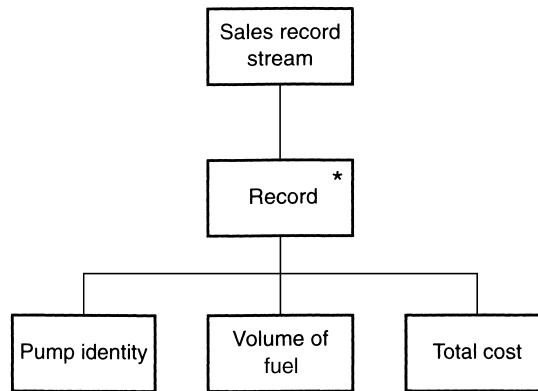 Sales record
stream
*
Record
Pump identity
Volume of
fuel
Total cost